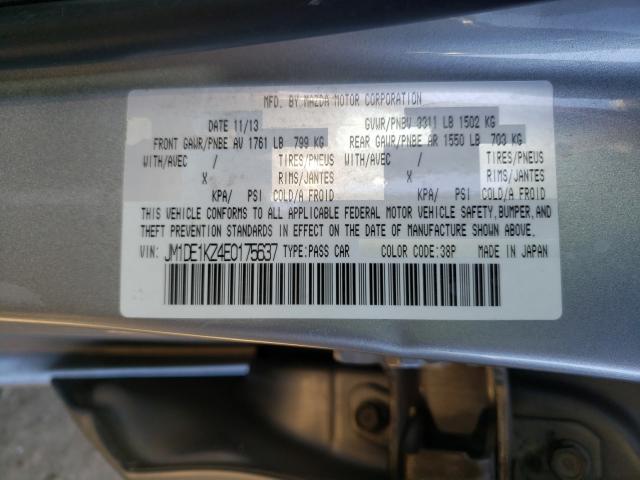 MFD. BY MAZDA MOTOR CORPORATION
DATE 11/13 GVWR/PNBV 3311 LB 1502 KG
FRONT GAWR/PNBE AV 1761 LB 799 KG REAR GAWR/PNBE AR 1550 LB 703 KG
WITH/AVEC / TIRES/PNEUS WITH/AVEC / TIRES/PNEUS
X RIMS/JANTES X RIMS/JANTES
KPA/ PSI COLD/A FROID KPA/ PSI COLD/A FROID
THIS VEHICLE CONFORMS TO ALL APPLICABLE FEDERAL MOTOR VEHICLE SAFETY, BUMPER, AND
THEFT PREVENTION STANDARDS IN EFFECT ON THE DATE OF MANUFACTURE SHOWN ABOVE.
VIN: JM1DE1KZ4E0175637 TYPE: PASS CAR COLOR CODE: 38P MADE IN JAPAN